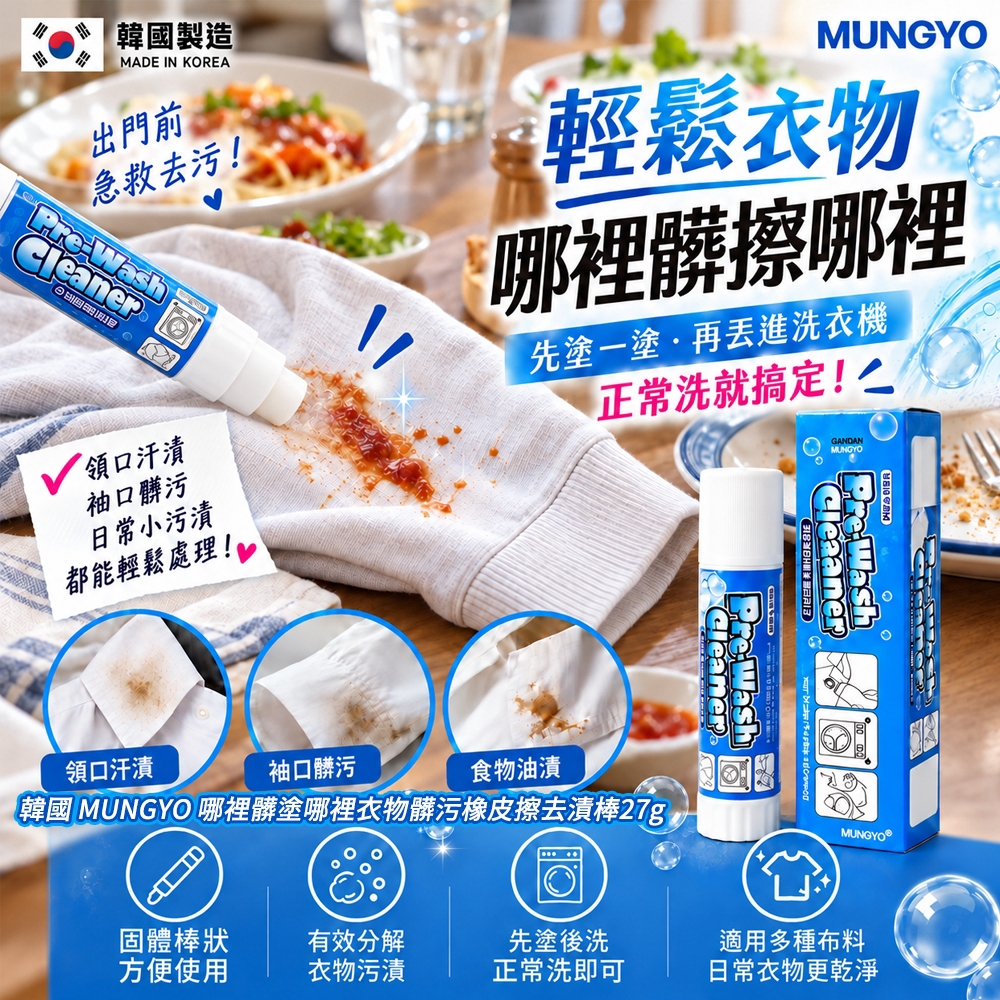 韓國製造
MADE IN KOREA
MUNGYO
出門前
急救去污！
輕鬆衣物
哪裡髒擦哪裡
先塗一塗・再丟進洗衣機
正常洗就搞定！
Pre-Wash
Cleaner
領口汗漬
袖口髒污
日常小污漬
都能輕鬆處理！
GANDAN
MUNGYO
Pre-Wash
Cleaner
Pre-Wash
Cleaner
MUNGYO®
領口汗漬
袖口髒污
食物油漬
韓國 MUNGYO 哪裡髒塗哪裡衣物髒污橡皮擦去漬棒27g
固體棒狀
方便使用
有效分解
衣物污漬
先塗後洗
正常洗即可
適用多種布料
日常衣物更乾淨